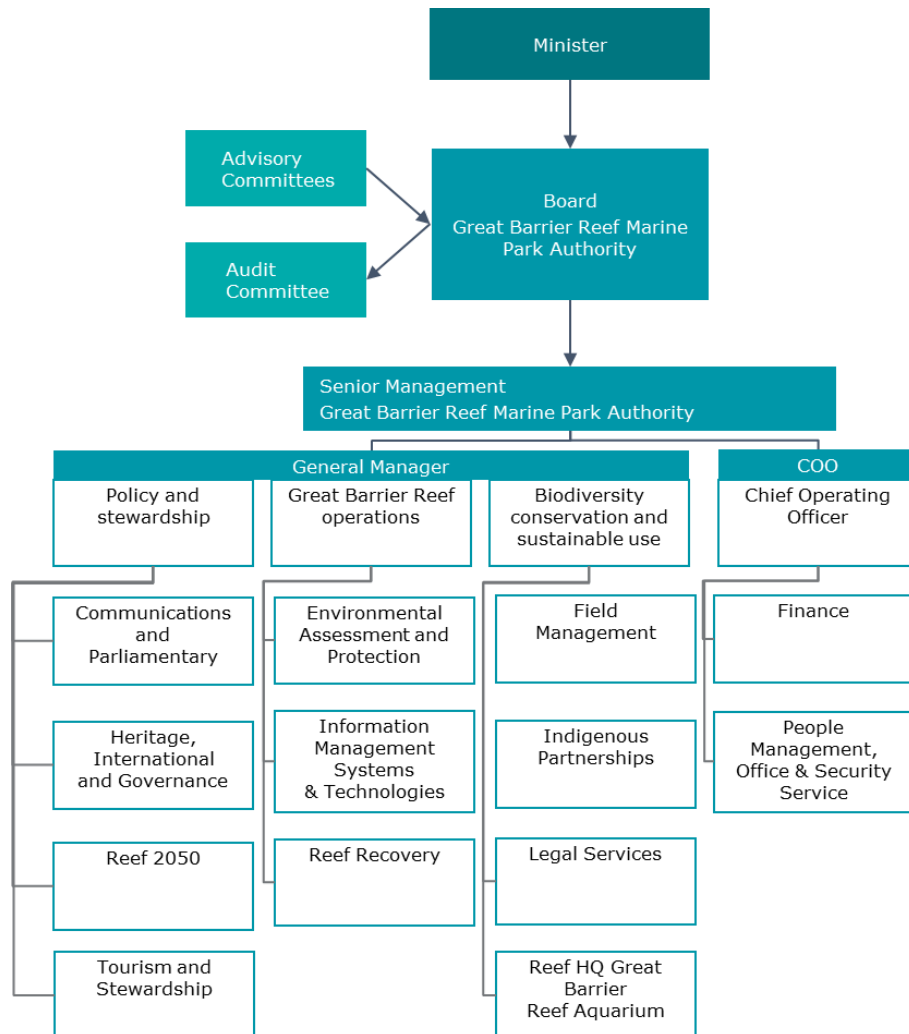 Minister
Advisory
Committees
Board
Great Barrier Reef Marine
Park Authority
Audit
Committee
Senior Management
Great Barrier Reef Marine Park Authority
General Manager
COO
Policy and
stewardship
Great Barrier Reef
operations
Biodiversity
conservation and
sustainable use
Chief Operating
Officer
Communications
and
Parliamentary
Environmental
Assessment and
Protection
Field
Management
Finance
Heritage,
International
and Governance
Information
Management
Systems
& Technologies
Indigenous
Partnerships
People
Management,
Office & Security
Service
Reef 2050
Reef Recovery
Legal Services
Tourism and
Stewardship
Reef HQ Great
Barrier
Reef Aquarium